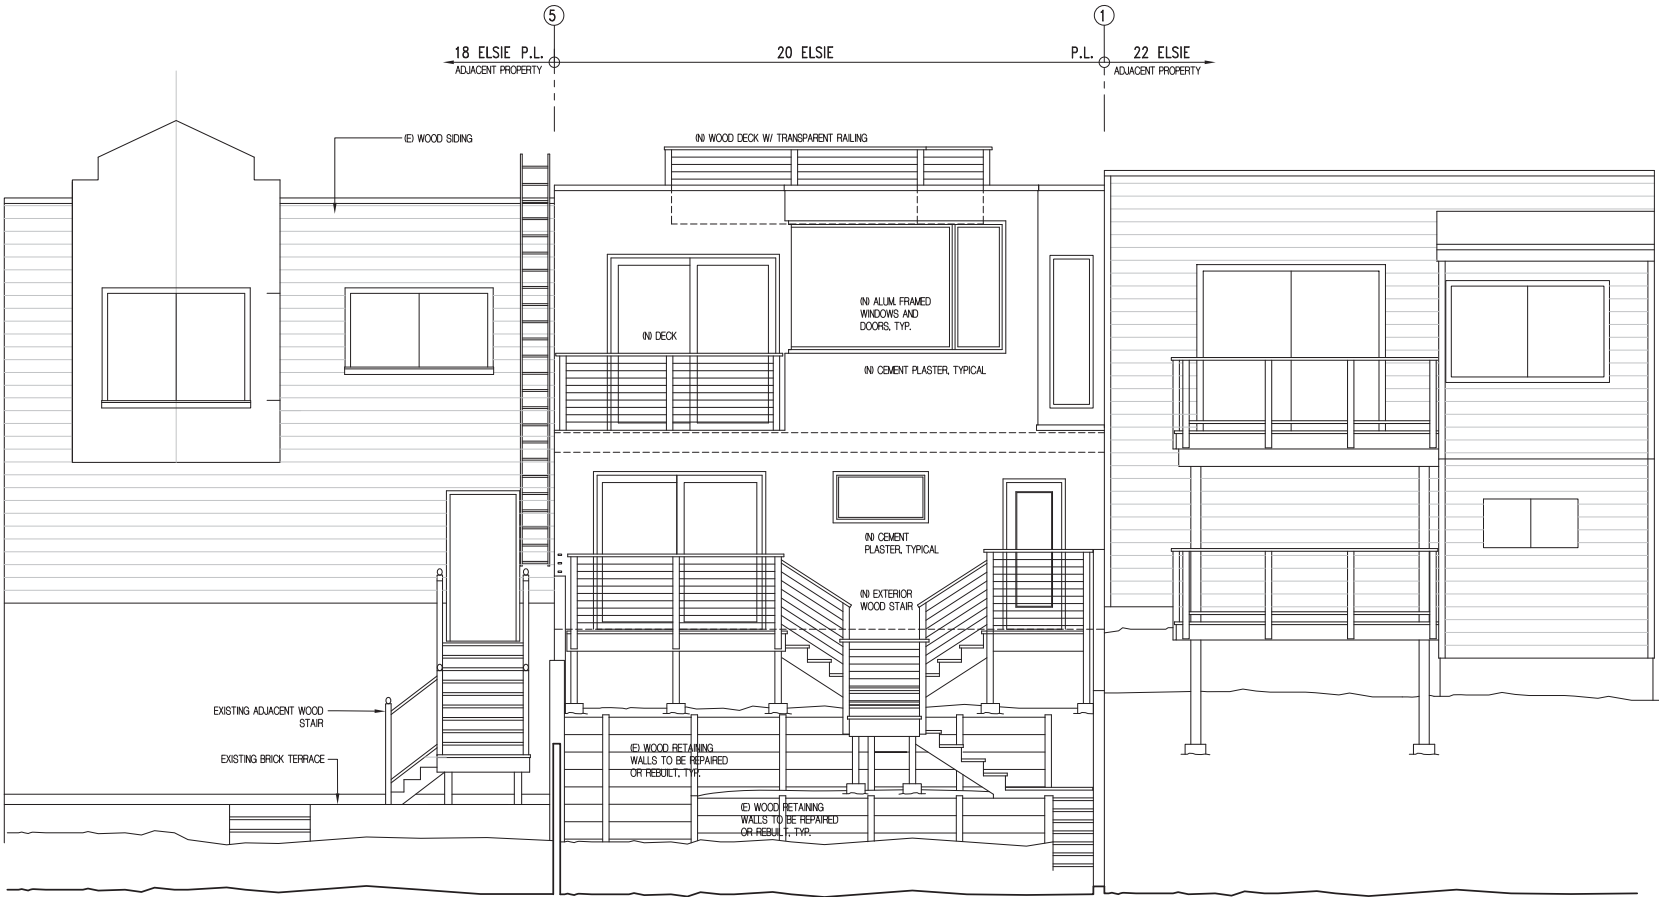 5
1
18 ELSIE P.L.
20 ELSIE
P.L.
22 ELSIE
ADJACENT PROPERTY
ADJACENT PROPERTY
(E) WOOD SIDING
(N) WOOD DECK W/ TRANSPARENT RAILING
(N) ALUM. FRAMED
WINDOWS AND
DOORS, TYP.
(N) DECK
(N) CEMENT PLASTER, TYPICAL
(N) CEMENT
PLASTER, TYPICAL
(N) EXTERIOR
WOOD STAIR
EXISTING ADJACENT WOOD
STAIR
EXISTING BRICK TERRACE
(E) WOOD RETAINING
WALLS TO BE REPAIRED
OR REBUILT, TYP.
(E) WOOD RETAINING
WALLS TO BE REPAIRED
OR REBUILT, TYP.